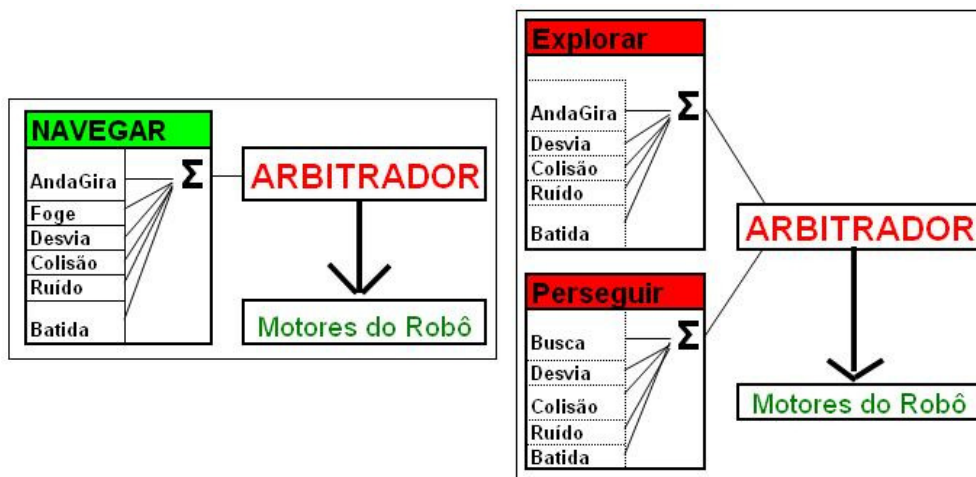 NAVEGAR
AndaGira
Foge
Desvia
Colisão
Ruído
Batida
Σ
ARBITRADOR
Motores do Robô
Explorar
AndaGira
Desvia
Colisão
Ruído
Batida
Σ
Perseguir
Busca
Desvia
Colisão
Ruído
Batida
Σ
ARBITRADOR
Motores do Robô